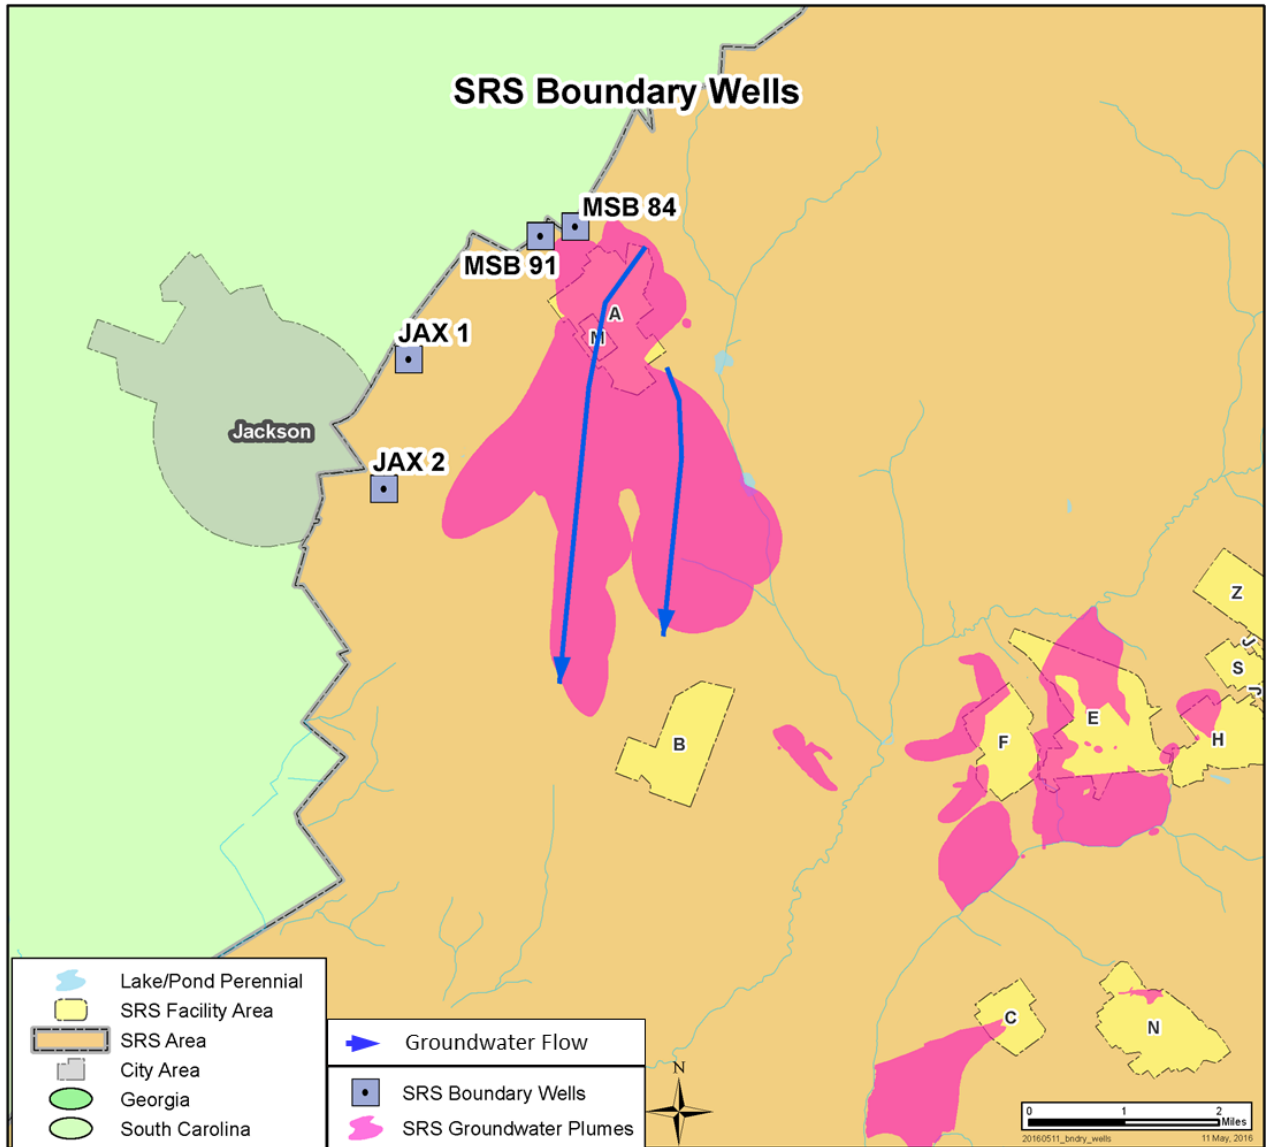 SRS Boundary Wells
MSB 84
MSB 91
A
M
JAX 1
Jackson
JAX 2
Z
J
S
J
E
B
F
H
C
N
Lake/Pond Perennial
SRS Facility Area
SRS Area
City Area
Georgia
South Carolina
Groundwater Flow
SRS Boundary Wells
SRS Groundwater Plumes
N
0 1 2
Miles
20160511_bndry_wells 11 May, 2016